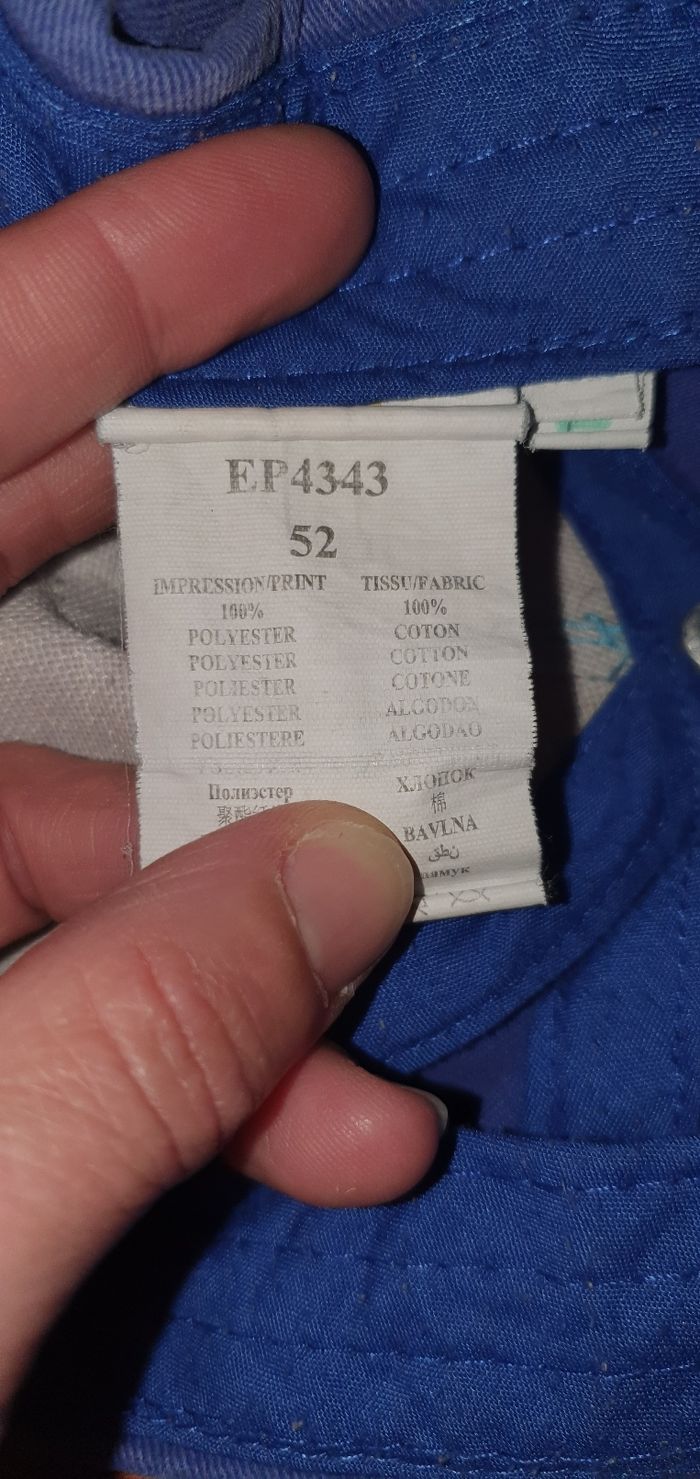 EP4343
52
IMPRESSION/PRINT TISSU/FABRIC
100% 100%
POLYESTER COTON
POLYESTER COTTON
POLIESTER COTONE
POLYESTER ALGODON
POLIESTERE ALGODAO
Полиэстер ХЛОПОК
棉
BAVLNA
نطق